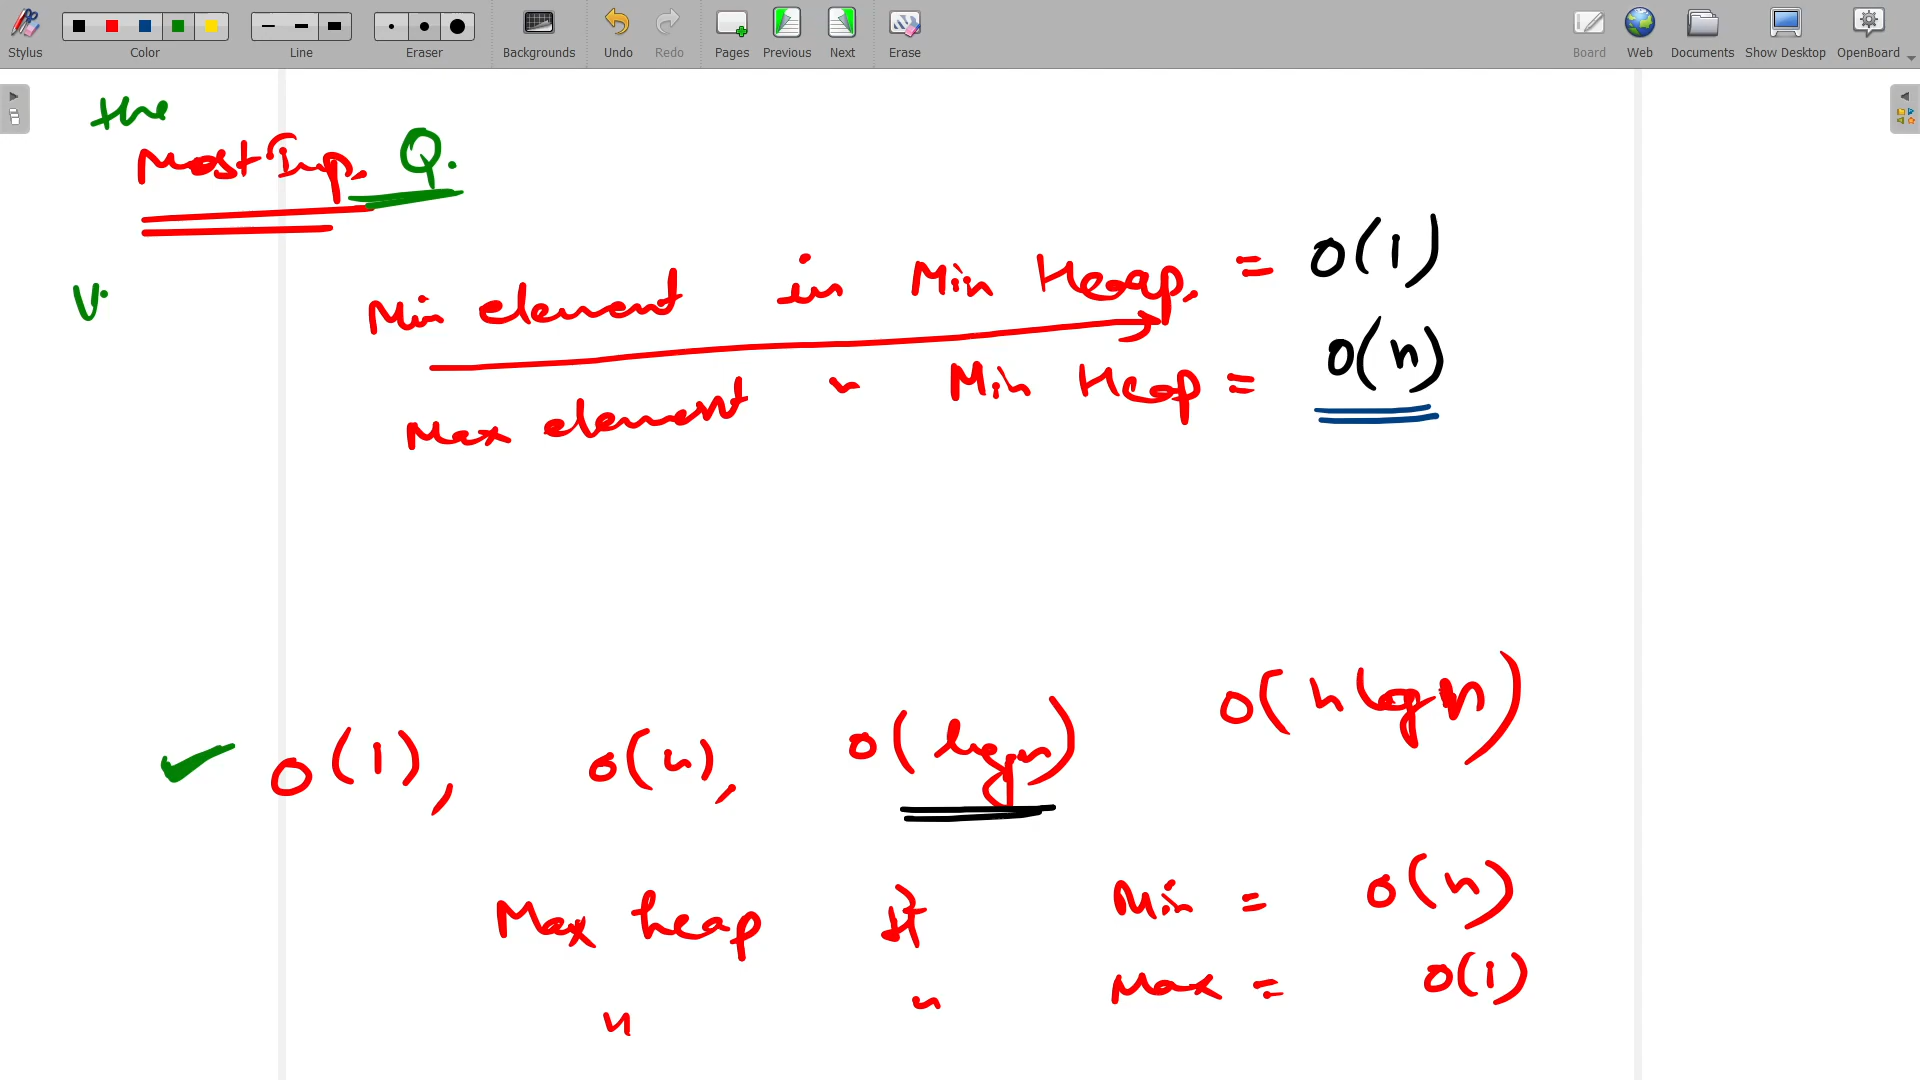 Stylus Color Line Eraser Backgrounds Undo Redo Pages Previous Next Erase Board Web Documents Show Desktop OpenBoard
the
Most Imp. Q.
V.
Min element in Min Heap. = O(1)
Max element " Min Heap = O(n)
O(1), O(n), O(logn) O(nlogn)
Max heap Min = O(n)
" " Max = O(1)